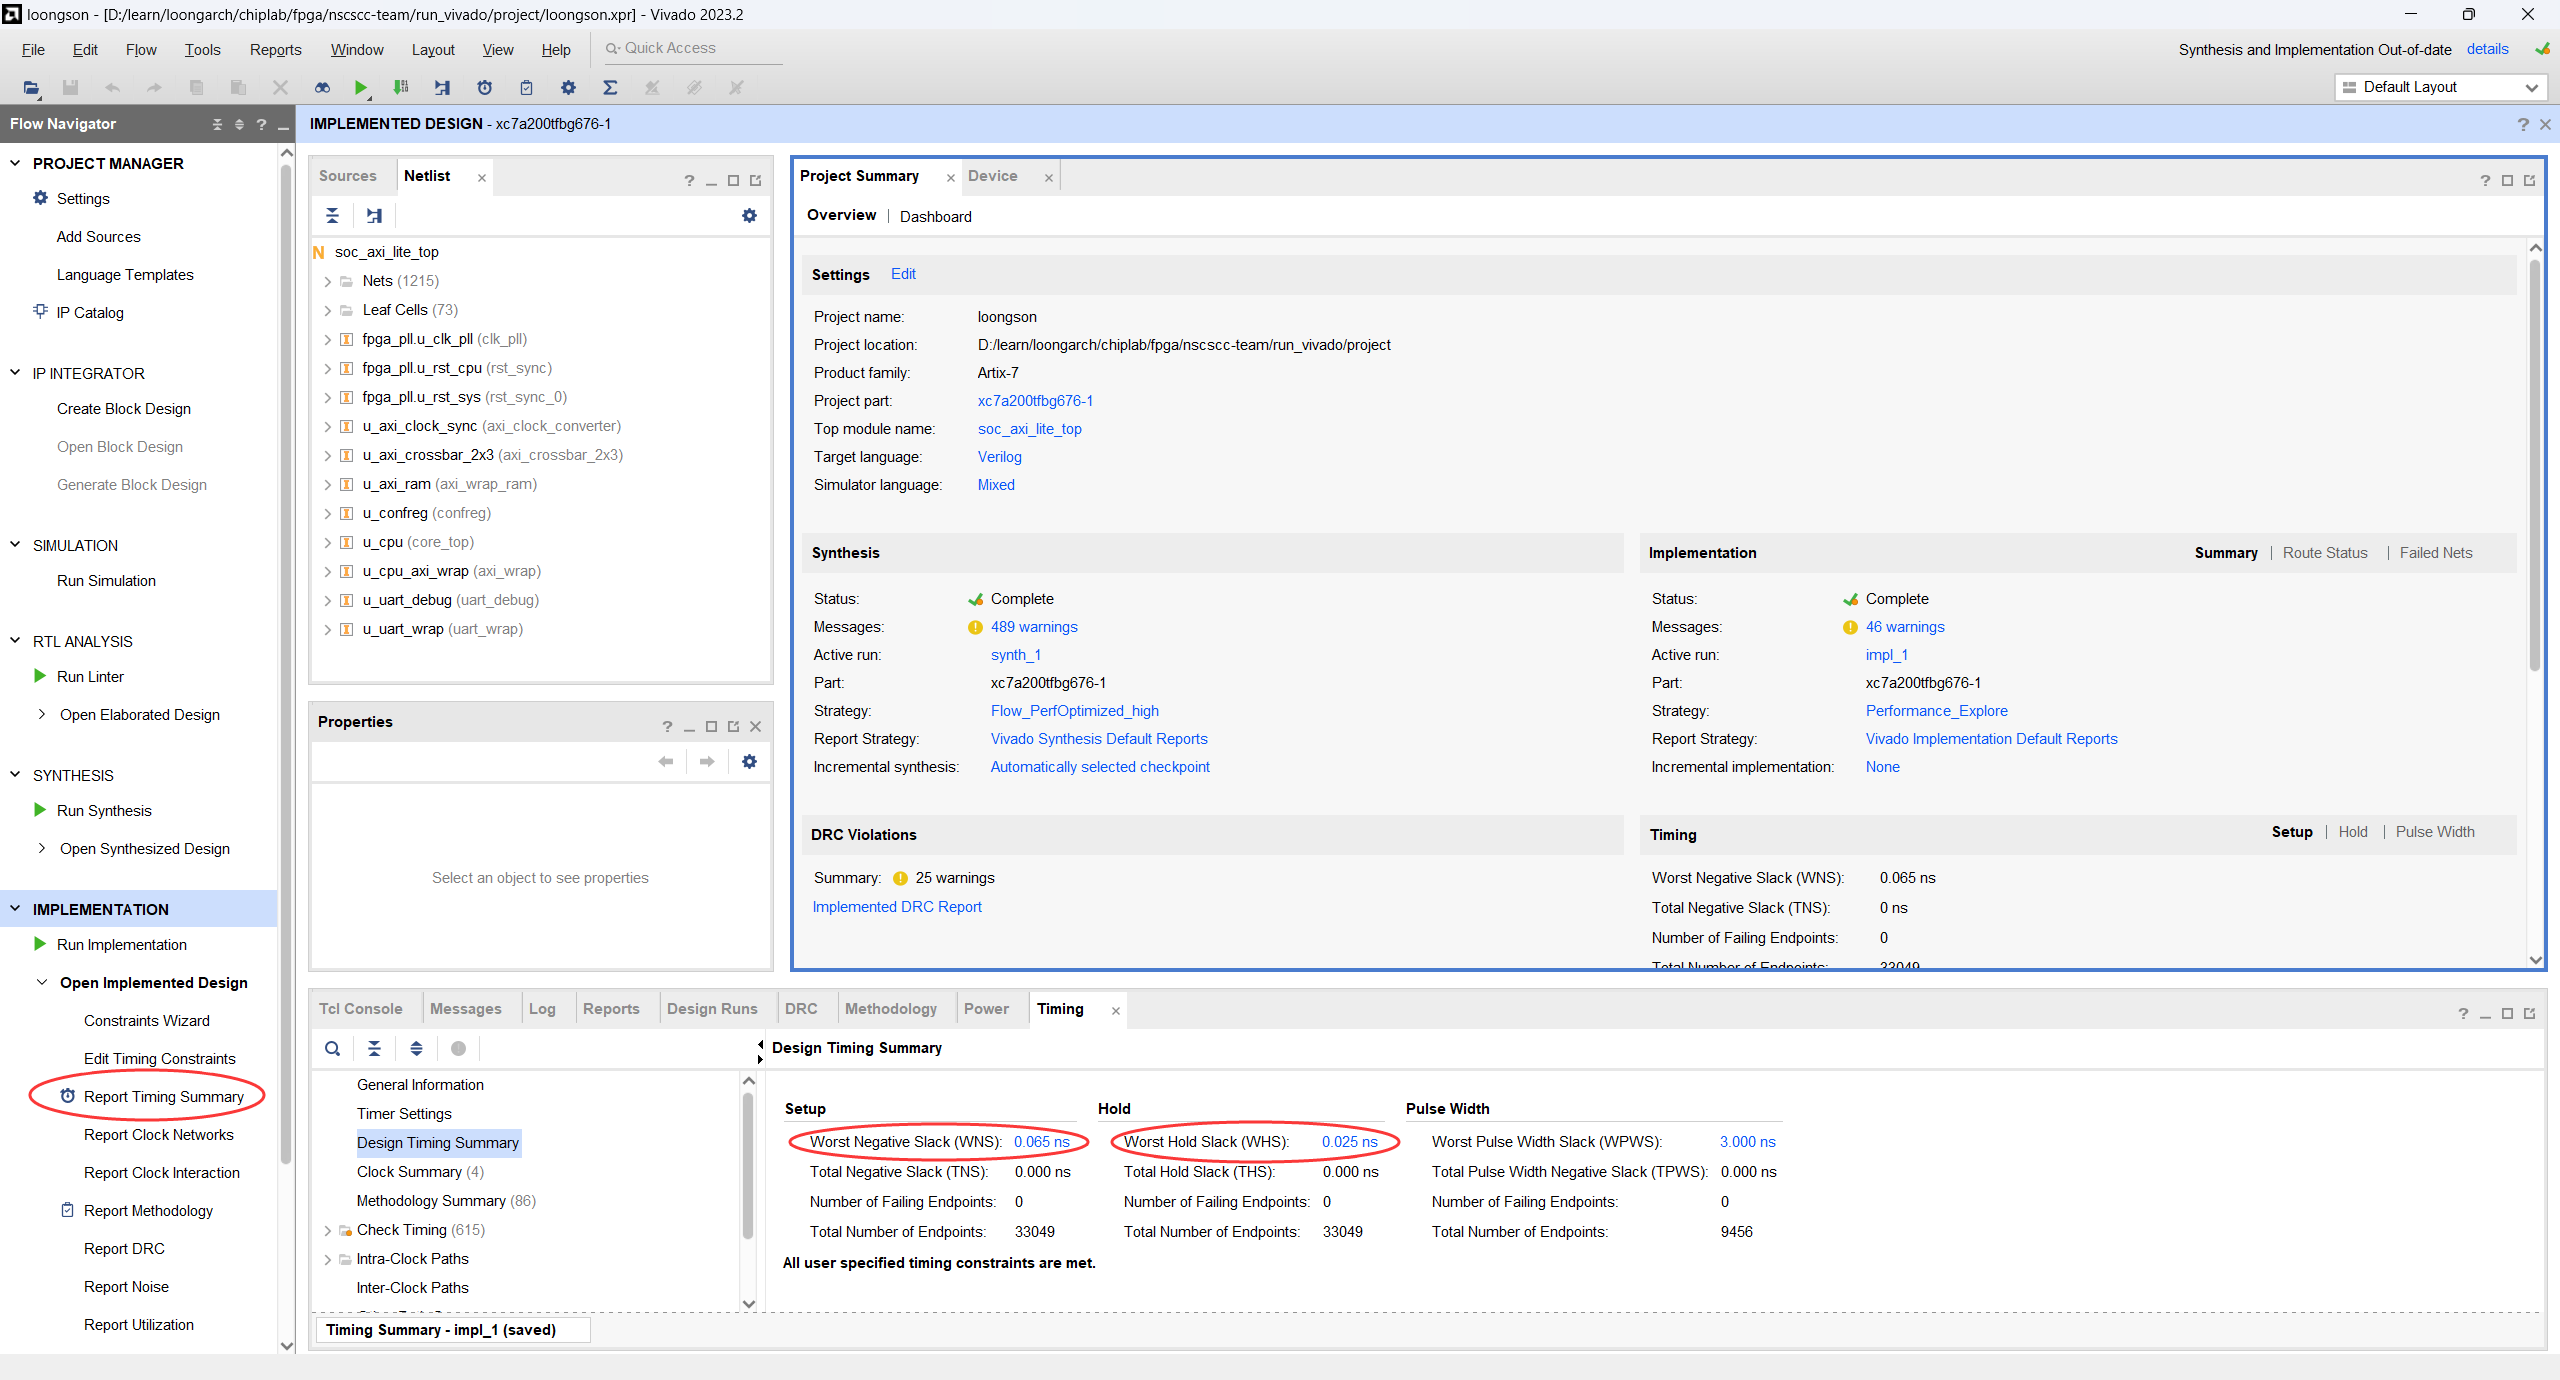 loongson - [D:/learn/loongarch/chiplab/fpga/nscscc-team/run_vivado/project/loongson.xpr] - Vivado 2023.2
File Edit Flow Tools Reports Window Layout View Help Quick Access
Synthesis and Implementation Out-of-date details
Default Layout
Flow Navigator
PROJECT MANAGER
Settings
Add Sources
Language Templates
IP Catalog
IP INTEGRATOR
Create Block Design
Open Block Design
Generate Block Design
SIMULATION
Run Simulation
RTL ANALYSIS
Run Linter
Open Elaborated Design
SYNTHESIS
Run Synthesis
Open Synthesized Design
IMPLEMENTATION
Run Implementation
Open Implemented Design
Constraints Wizard
Edit Timing Constraints
Report Timing Summary
Report Clock Networks
Report Clock Interaction
Report Methodology
Report DRC
Report Noise
Report Utilization
IMPLEMENTED DESIGN - xc7a200tfbg676-1
Sources Netlist
N soc_axi_lite_top
Nets (1215)
Leaf Cells (73)
fpga_pll.u_clk_pll (clk_pll)
fpga_pll.u_rst_cpu (rst_sync)
fpga_pll.u_rst_sys (rst_sync_0)
u_axi_clock_sync (axi_clock_converter)
u_axi_crossbar_2x3 (axi_crossbar_2x3)
u_axi_ram (axi_wrap_ram)
u_confreg (confreg)
u_cpu (core_top)
u_cpu_axi_wrap (axi_wrap)
u_uart_debug (uart_debug)
u_uart_wrap (uart_wrap)
Properties
Select an object to see properties
Project Summary Device
Overview | Dashboard
Settings Edit
Project name: loongson
Project location: D:/learn/loongarch/chiplab/fpga/nscscc-team/run_vivado/project
Product family: Artix-7
Project part: xc7a200tfbg676-1
Top module name: soc_axi_lite_top
Target language: Verilog
Simulator language: Mixed
Synthesis
Status: Complete
Messages: 489 warnings
Active run: synth_1
Part: xc7a200tfbg676-1
Strategy: Flow_PerfOptimized_high
Report Strategy: Vivado Synthesis Default Reports
Incremental synthesis: Automatically selected checkpoint
Implementation Summary | Route Status | Failed Nets
Status: Complete
Messages: 46 warnings
Active run: impl_1
Part: xc7a200tfbg676-1
Strategy: Performance_Explore
Report Strategy: Vivado Implementation Default Reports
Incremental implementation: None
DRC Violations
Summary: 25 warnings
Implemented DRC Report
Timing Setup | Hold | Pulse Width
Worst Negative Slack (WNS): 0.065 ns
Total Negative Slack (TNS): 0 ns
Number of Failing Endpoints: 0
Total Number of Endpoints: 33049
Tcl Console Messages Log Reports Design Runs DRC Methodology Power Timing
General Information
Timer Settings
Design Timing Summary
Clock Summary (4)
Methodology Summary (86)
Check Timing (615)
Intra-Clock Paths
Inter-Clock Paths
Design Timing Summary
Setup
Worst Negative Slack (WNS): 0.065 ns
Total Negative Slack (TNS): 0.000 ns
Number of Failing Endpoints: 0
Total Number of Endpoints: 33049
Hold
Worst Hold Slack (WHS): 0.025 ns
Total Hold Slack (THS): 0.000 ns
Number of Failing Endpoints: 0
Total Number of Endpoints: 33049
Pulse Width
Worst Pulse Width Slack (WPWS): 3.000 ns
Total Pulse Width Negative Slack (TPWS): 0.000 ns
Number of Failing Endpoints: 0
Total Number of Endpoints: 9456
All user specified timing constraints are met.
Timing Summary - impl_1 (saved)